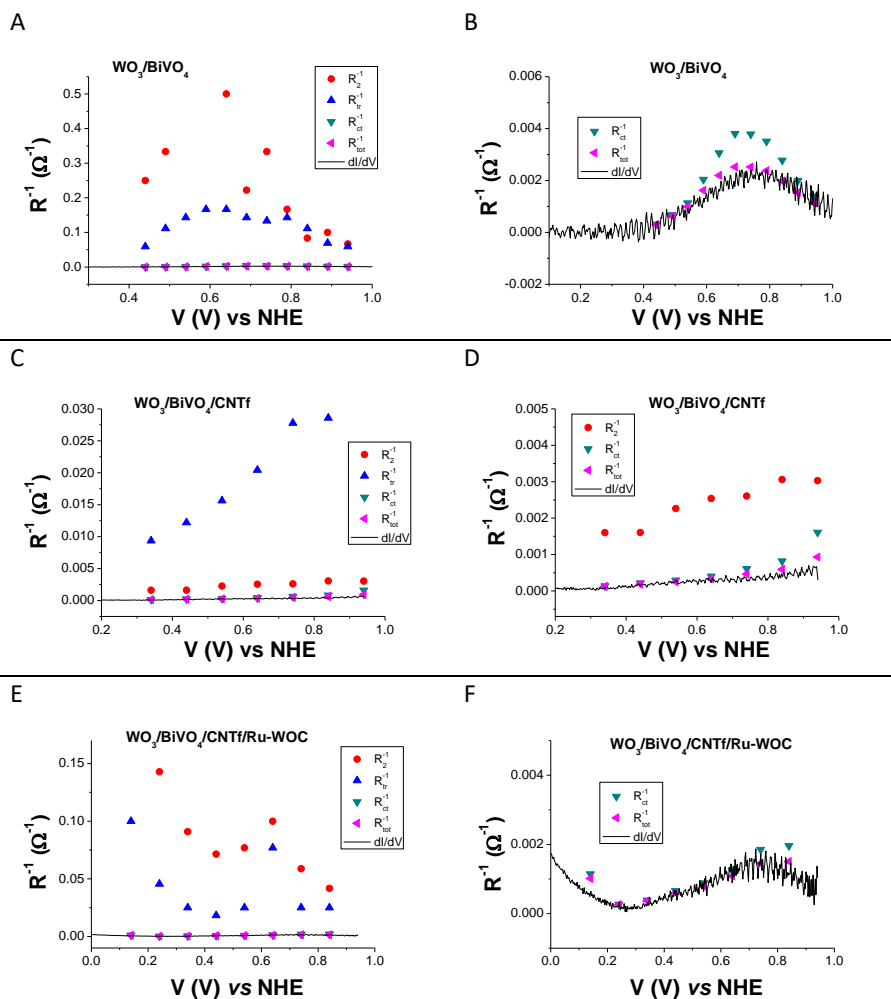 A
WO3/BiVO4
R2^-1
Rtr^-1
Rct^-1
Rtot^-1
dI/dV
0.5
0.4
0.3
0.2
0.1
0.0
R^-1 (Ω^-1)
0.4 0.6 0.8 1.0
V (V) vs NHE
B
WO3/BiVO4
Rct^-1
Rtot^-1
dI/dV
0.006
0.004
0.002
0.000
-0.002
R^-1 (Ω^-1)
0.2 0.4 0.6 0.8 1.0
V (V) vs NHE
C
WO3/BiVO4/CNTf
R2^-1
Rtr^-1
Rct^-1
Rtot^-1
dI/dV
0.030
0.025
0.020
0.015
0.010
0.005
0.000
R^-1 (Ω^-1)
0.2 0.4 0.6 0.8 1.0
V (V) vs NHE
D
WO3/BiVO4/CNTf
R2^-1
Rct^-1
Rtot^-1
dI/dV
0.005
0.004
0.003
0.002
0.001
0.000
R^-1 (Ω^-1)
0.2 0.4 0.6 0.8 1.0
V (V) vs NHE
E
WO3/BiVO4/CNTf/Ru-WOC
R2^-1
Rtr^-1
Rct^-1
Rtot^-1
dI/dV
0.15
0.10
0.05
0.00
R^-1 (Ω^-1)
0.0 0.2 0.4 0.6 0.8 1.0
V (V) vs NHE
F
WO3/BiVO4/CNTf/Ru-WOC
Rct^-1
Rtot^-1
dI/dV
0.004
0.002
0.000
R^-1 (Ω^-1)
0.0 0.2 0.4 0.6 0.8 1.0
V (V) vs NHE